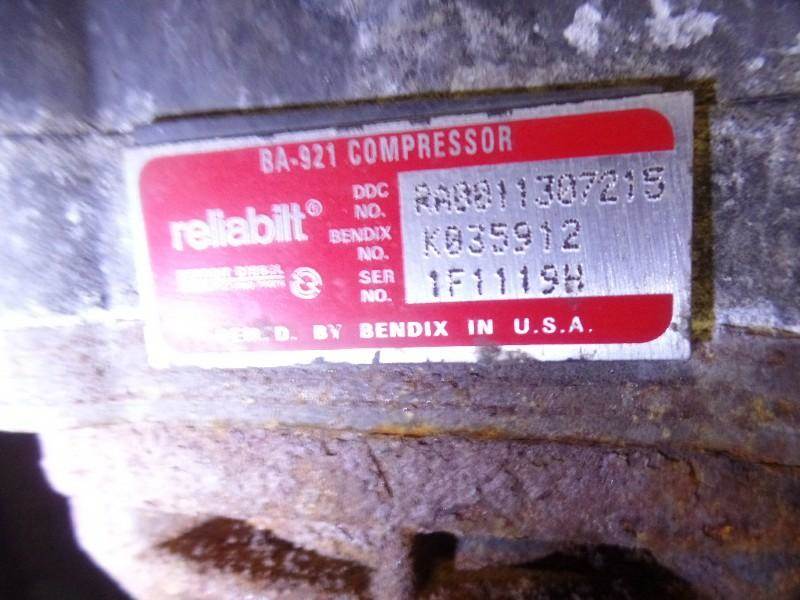 BA-921 COMPRESSOR
reliabilt®
DDC NO. RA0011307215
BENDIX NO. K035912
SER NO. 1F1119H
BY BENDIX IN U.S.A.